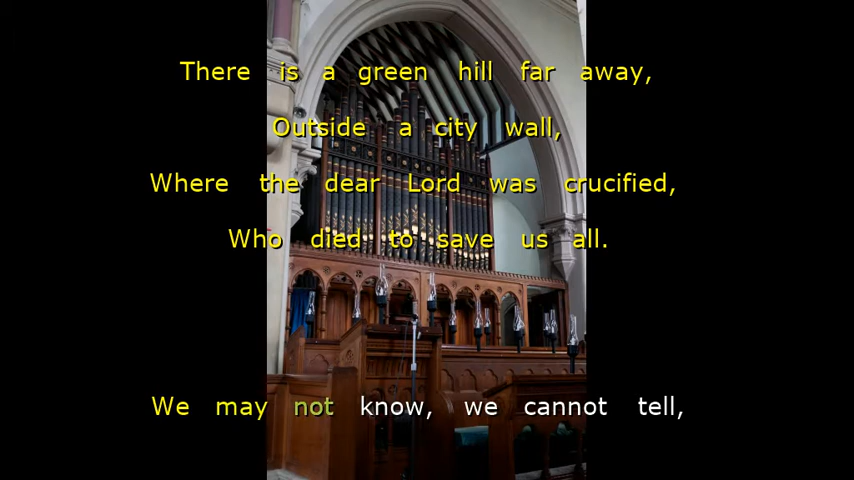 There is a green hill far away,
Outside a city wall,
Where the dear Lord was crucified,
Who died to save us all.
We may not know, we cannot tell,